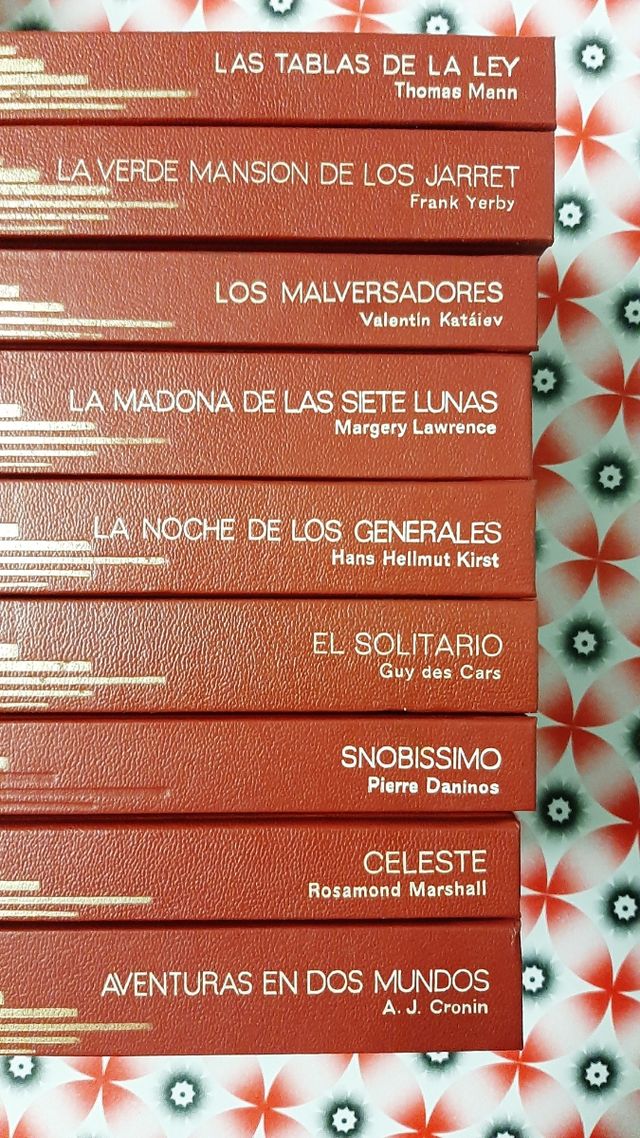 LAS TABLAS DE LA LEY
Thomas Mann
LA VERDE MANSION DE LOS JARRET
Frank Yerby
LOS MALVERSADORES
Valentín Katáiev
LA MADONA DE LAS SIETE LUNAS
Margery Lawrence
LA NOCHE DE LOS GENERALES
Hans Hellmut Kirst
EL SOLITARIO
Guy des Cars
SNOBISSIMO
Pierre Daninos
CELESTE
Rosamond Marshall
AVENTURAS EN DOS MUNDOS
A. J. Cronin